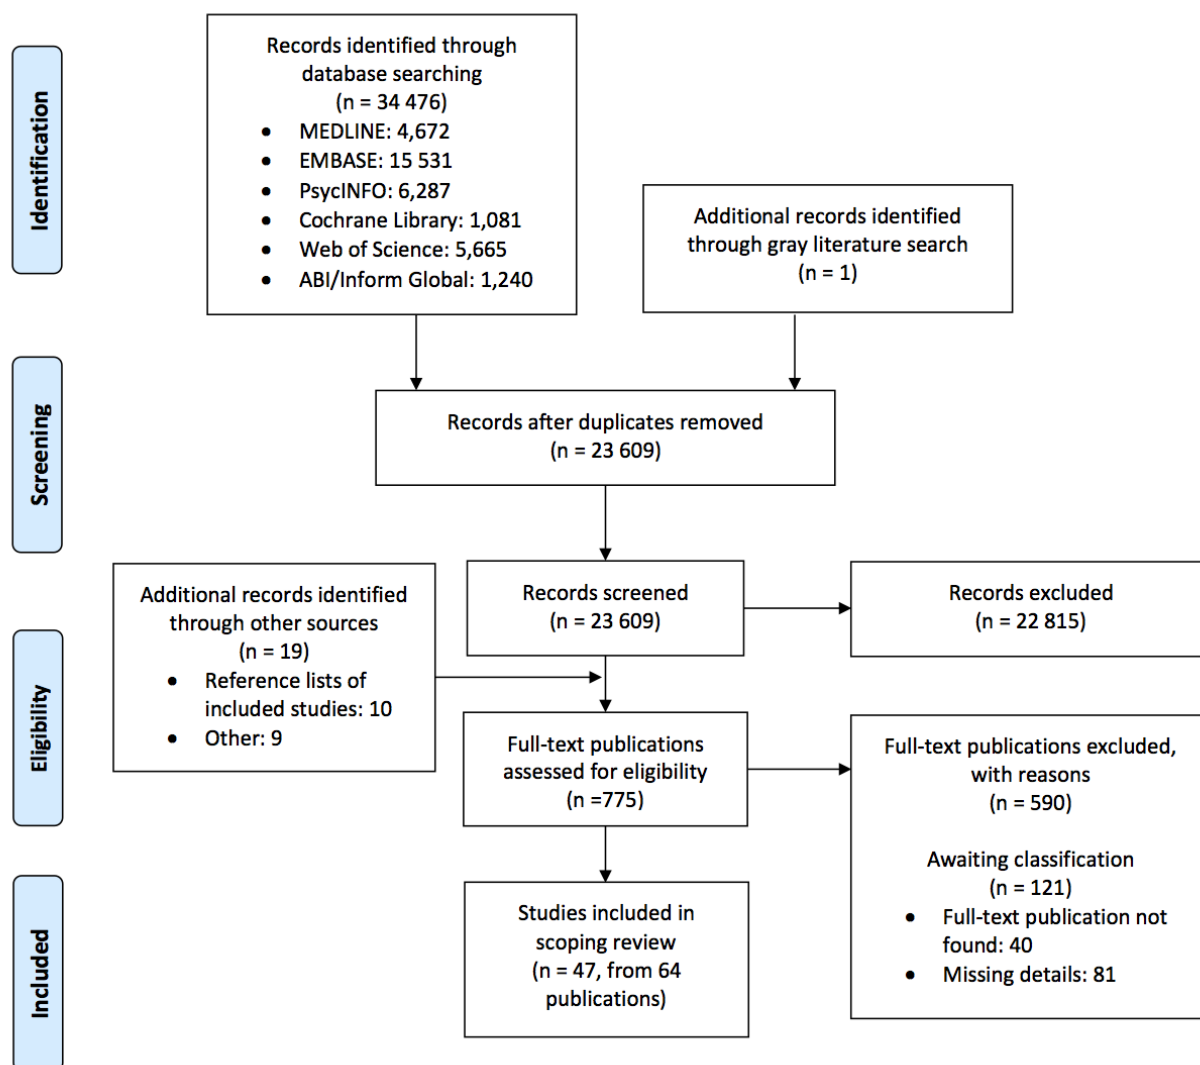 Identification
Records identified through
database searching
(n = 34 476)
• MEDLINE: 4,672
• EMBASE: 15 531
• PsycINFO: 6,287
• Cochrane Library: 1,081
• Web of Science: 5,665
• ABI/Inform Global: 1,240
Additional records identified
through gray literature search
(n = 1)
Screening
Records after duplicates removed
(n = 23 609)
Records screened
(n = 23 609)
Records excluded
(n = 22 815)
Additional records identified
through other sources
(n = 19)
• Reference lists of
included studies: 10
• Other: 9
Eligibility
Full-text publications
assessed for eligibility
(n =775)
Full-text publications excluded,
with reasons
(n = 590)
Awaiting classification
(n = 121)
• Full-text publication not
found: 40
• Missing details: 81
Included
Studies included in
scoping review
(n = 47, from 64
publications)